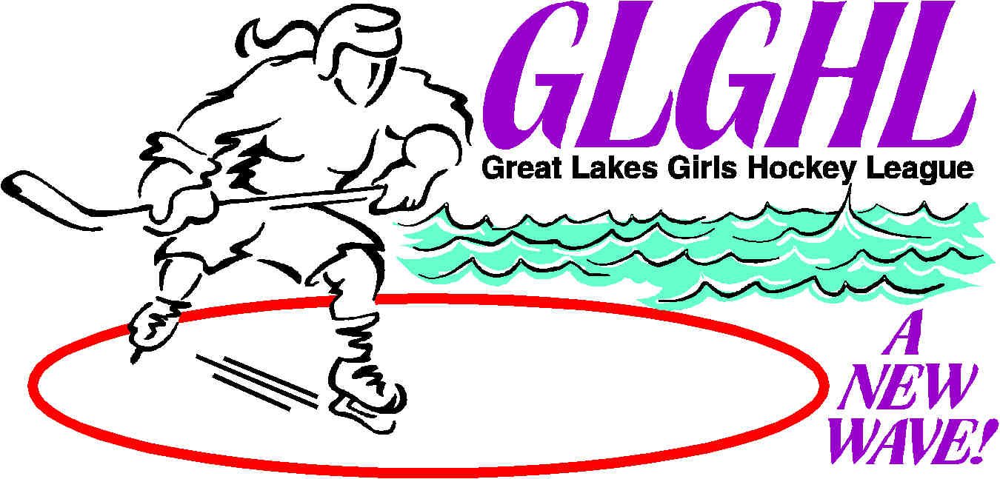 GLGHL
Great Lakes Girls Hockey League
A
NEW
WAVE!